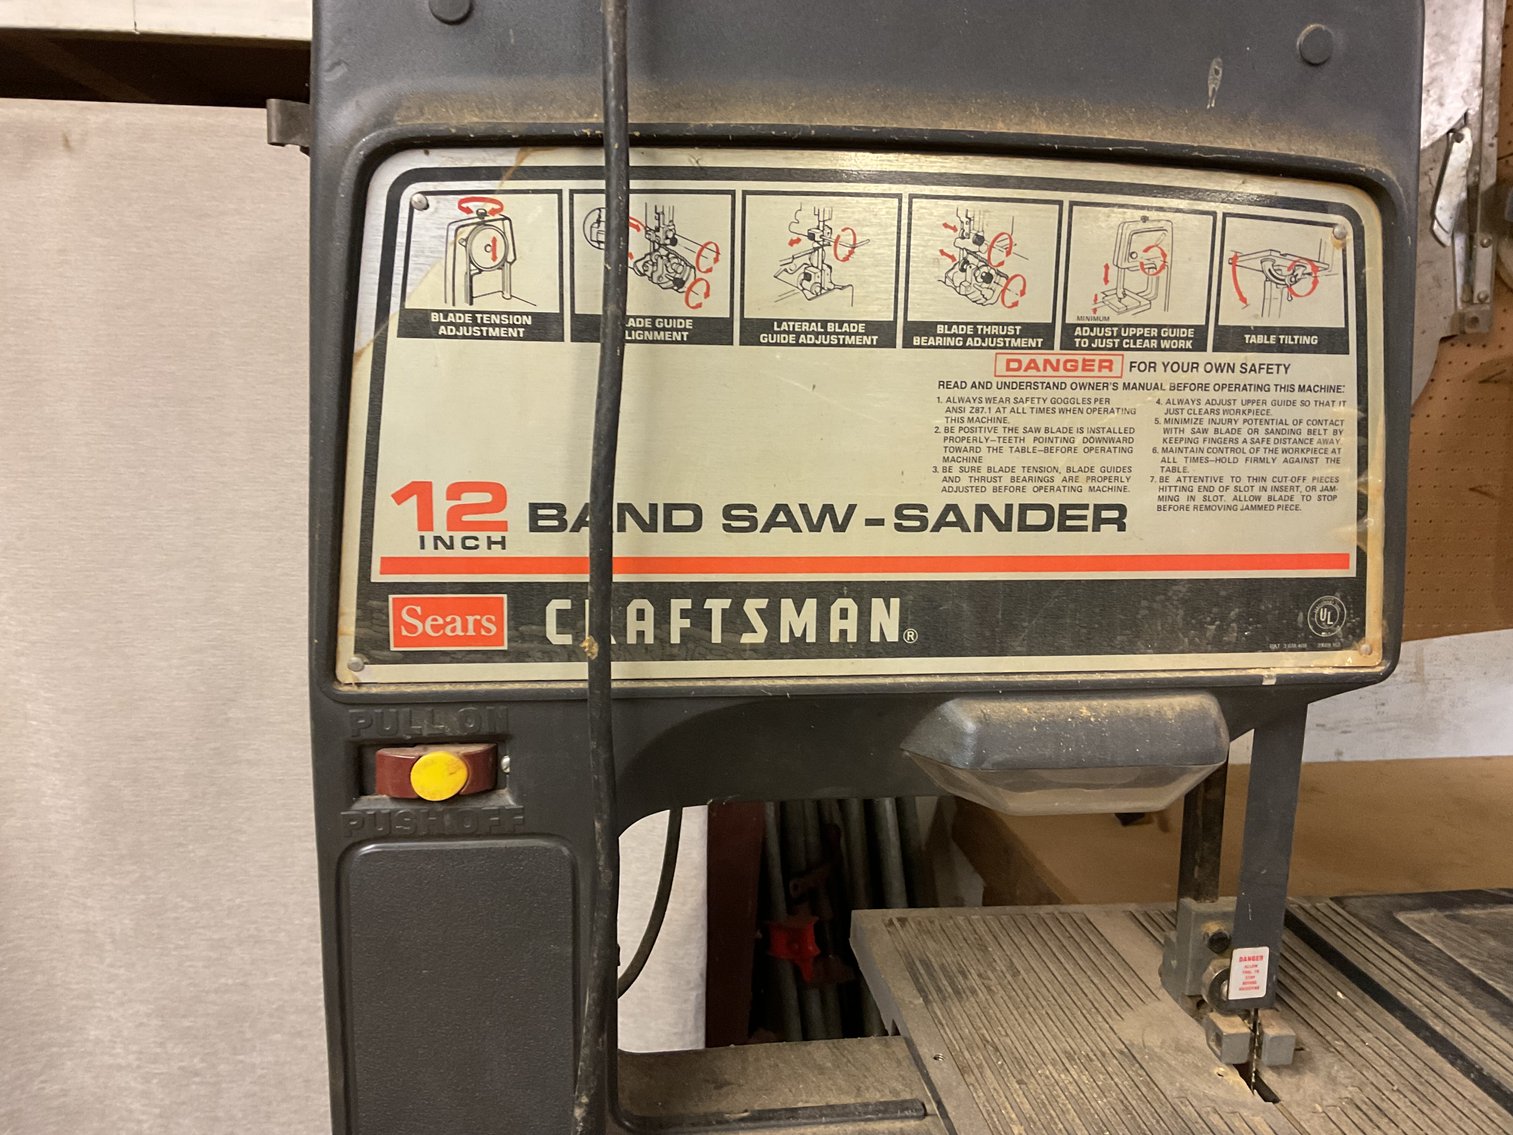 BLADE TENSION
ADJUSTMENT
ADE GUIDE
LIGNMENT
LATERAL BLADE
GUIDE ADJUSTMENT
BLADE THRUST
BEARING ADJUSTMENT
MINIMUM
ADJUST UPPER GUIDE
TO JUST CLEAR WORK
TABLE TILTING
DANGER FOR YOUR OWN SAFETY
READ AND UNDERSTAND OWNER'S MANUAL BEFORE OPERATING THIS MACHINE:
1. ALWAYS WEAR SAFETY GOGGLES PER
ANSI Z87.1 AT ALL TIMES WHEN OPERATING
THIS MACHINE.
2. BE POSITIVE THE SAW BLADE IS INSTALLED
PROPERLY—TEETH POINTING DOWNWARD
TOWARD THE TABLE—BEFORE OPERATING
MACHINE
3. BE SURE BLADE TENSION, BLADE GUIDES
AND THRUST BEARINGS ARE PROPERLY
ADJUSTED BEFORE OPERATING MACHINE.
4. ALWAYS ADJUST UPPER GUIDE SO THAT IT
JUST CLEARS WORKPIECE.
5. MINIMIZE INJURY POTENTIAL OF CONTACT
WITH SAW BLADE OR SANDING BELT BY
KEEPING FINGERS A SAFE DISTANCE AWAY
6. MAINTAIN CONTROL OF THE WORKPIECE AT
ALL TIMES—HOLD FIRMLY AGAINST THE
TABLE.
7. BE ATTENTIVE TO THIN CUT-OFF PIECES
HITTING END OF SLOT IN INSERT, OR JAM-
MING IN SLOT. ALLOW BLADE TO STOP
BEFORE REMOVING JAMMED PIECE.
12 BAND SAW-SANDER
INCH
Sears CRAFTSMAN®
UL
PULL ON
PUSH OFF
DANGER